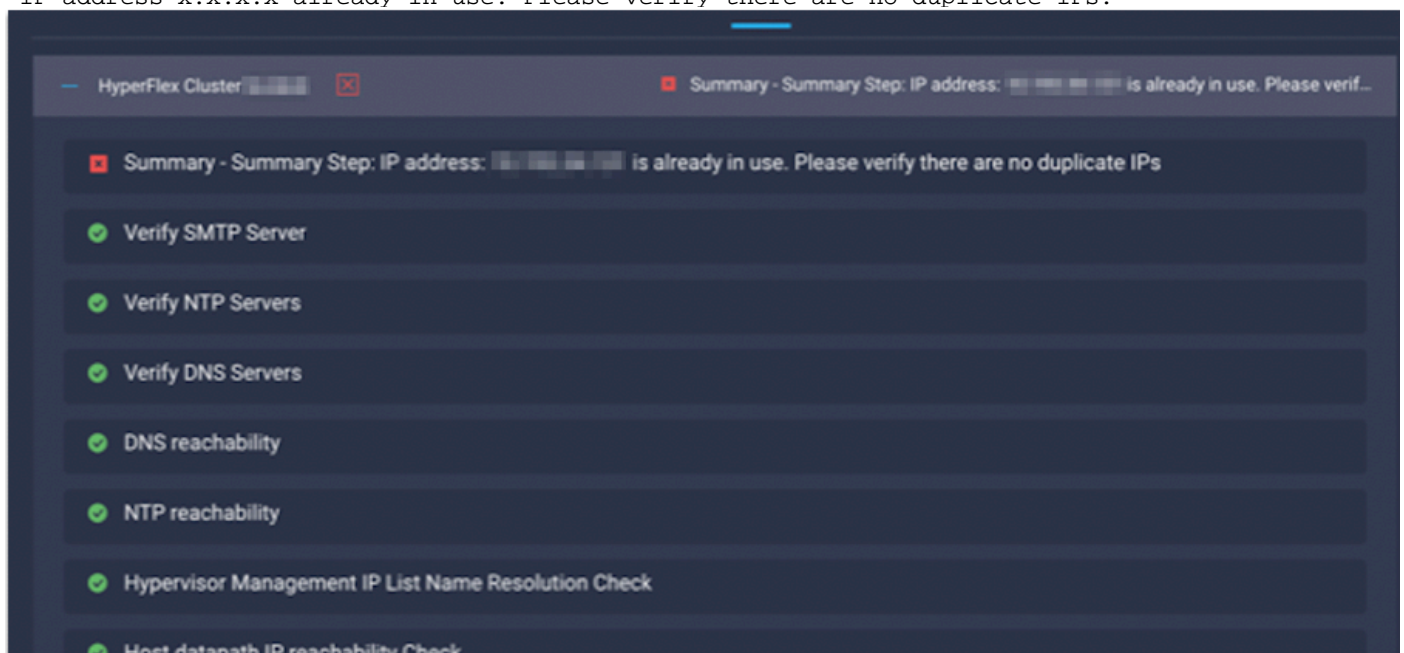 IP address x.x.x.x already in use. Please verify there are no duplicate IPs.
HyperFlex Cluster
Summary - Summary Step: IP address: is already in use. Please verif...
Summary - Summary Step: IP address: is already in use. Please verify there are no duplicate IPs
Verify SMTP Server
Verify NTP Servers
Verify DNS Servers
DNS reachability
NTP reachability
Hypervisor Management IP List Name Resolution Check
Host datapath IP reachability Check